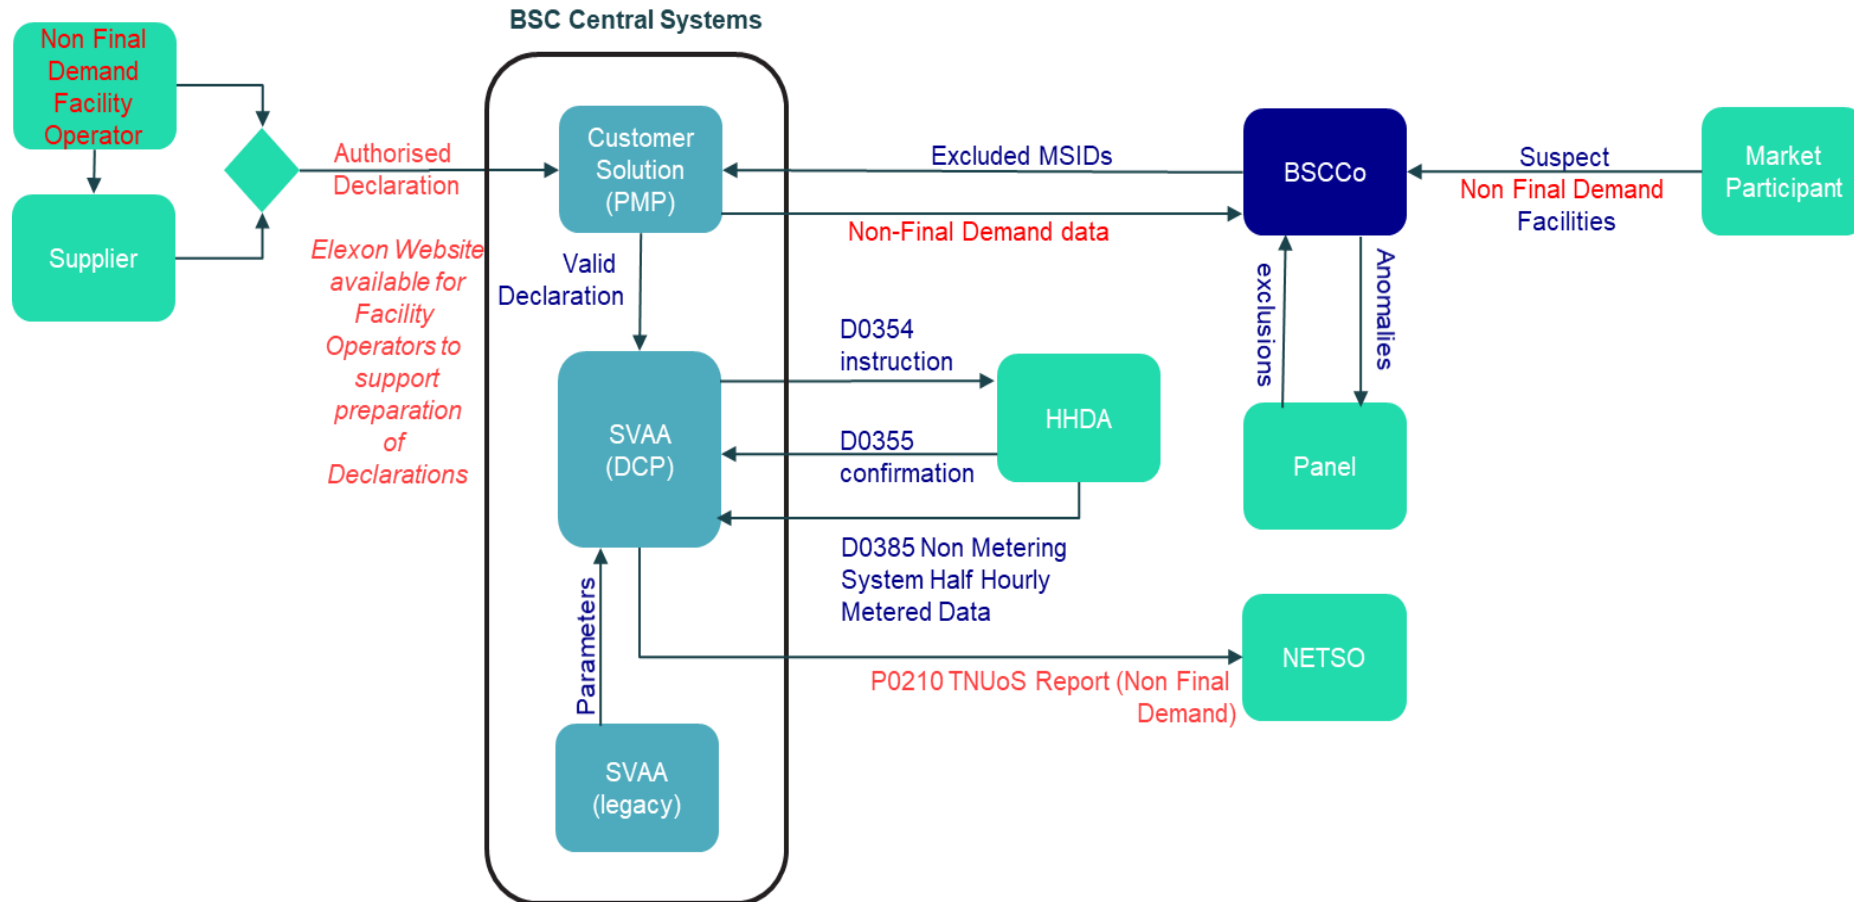 BSC Central Systems
Non Final
Demand
Facility
Operator
Supplier
Authorised
Declaration
Elexon Website
available for
Facility
Operators to
support
preparation
of
Declarations
Customer
Solution
(PMP)
Valid
Declaration
SVAA
(DCP)
Parameters
SVAA
(legacy)
Excluded MSIDs
Non-Final Demand data
D0354
instruction
D0355
confirmation
HHDA
D0385 Non Metering
System Half Hourly
Metered Data
P0210 TNUoS Report (Non Final
Demand)
BSCCo
exclusions
Anomalies
Panel
NETSO
Suspect
Non Final Demand
Facilities
Market
Participant